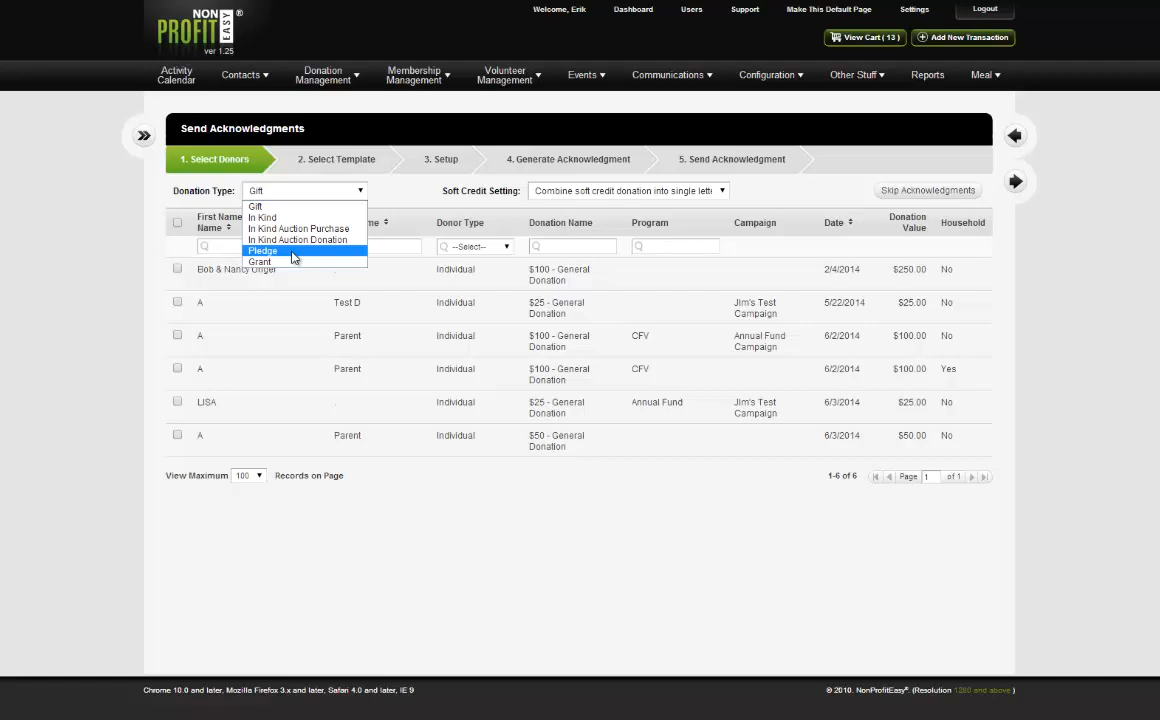 NON
PROFIT
EASY
®
ver 1.25
Welcome, Erik Dashboard Users Support Make This Default Page Settings Logout
View Cart ( 13 ) Add New Transaction
Activity Calendar Contacts Donation Management Membership Management Volunteer Management Events Communications Configuration Other Stuff Reports Meal
Send Acknowledgments
1. Select Donors 2. Select Template 3. Setup 4. Generate Acknowledgment 5. Send Acknowledgment
Donation Type: Gift Soft Credit Setting: Combine soft credit donation into single lett Skip Acknowledgments
Gift
In Kind
In Kind Auction Purchase
In Kind Auction Donation
Pledge
Grant
First Name Name Donor Type Donation Name Program Campaign Date Donation Value Household
--Select--
Bob & Nancy Unger . Individual $100 - General Donation 2/4/2014 $250.00 No
A Test D Individual $25 - General Donation Jim's Test Campaign 5/22/2014 $25.00 No
A Parent Individual $100 - General Donation CFV Annual Fund Campaign 6/2/2014 $100.00 No
A Parent Individual $100 - General Donation CFV 6/2/2014 $100.00 Yes
LISA . Individual $25 - General Donation Annual Fund Jim's Test Campaign 6/3/2014 $25.00 No
A Parent Individual $50 - General Donation 6/3/2014 $50.00 No
View Maximum 100 Records on Page 1-6 of 6 Page 1 of 1
Chrome 10.0 and later, Mozilla Firefox 3.x and later, Safari 4.0 and later, IE 9 © 2010. NonProfitEasy®. (Resolution 1280 and above )